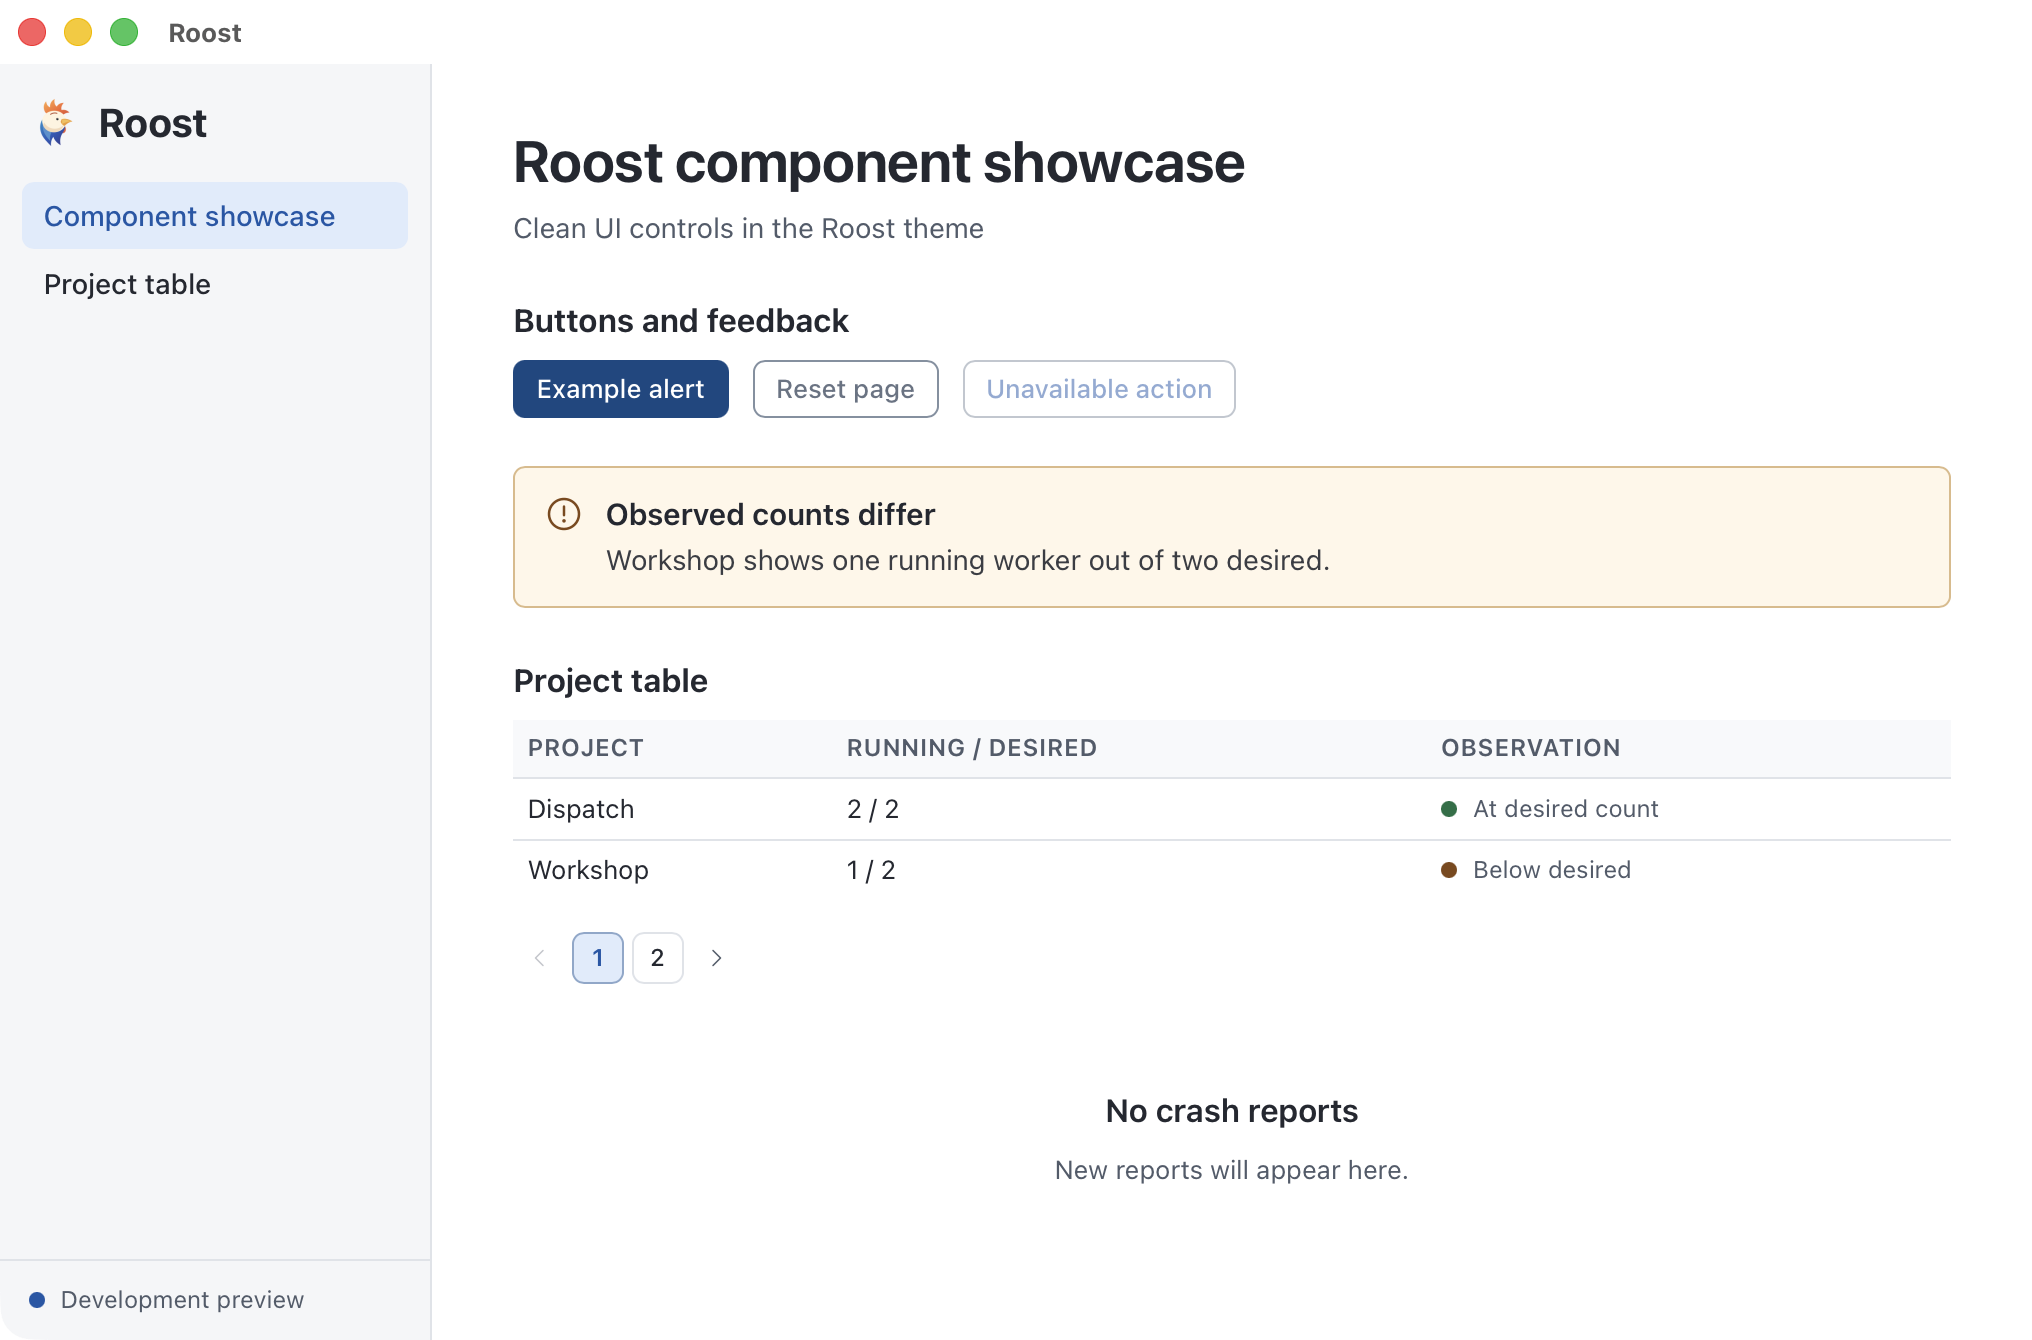 Roost
Roost
Component showcase
Project table
Development preview
Roost component showcase
Clean UI controls in the Roost theme
Buttons and feedback
Example alert
Reset page
Unavailable action
Observed counts differ
Workshop shows one running worker out of two desired.
Project table
PROJECT RUNNING / DESIRED OBSERVATION
Dispatch 2 / 2 At desired count
Workshop 1 / 2 Below desired
1 2
No crash reports
New reports will appear here.